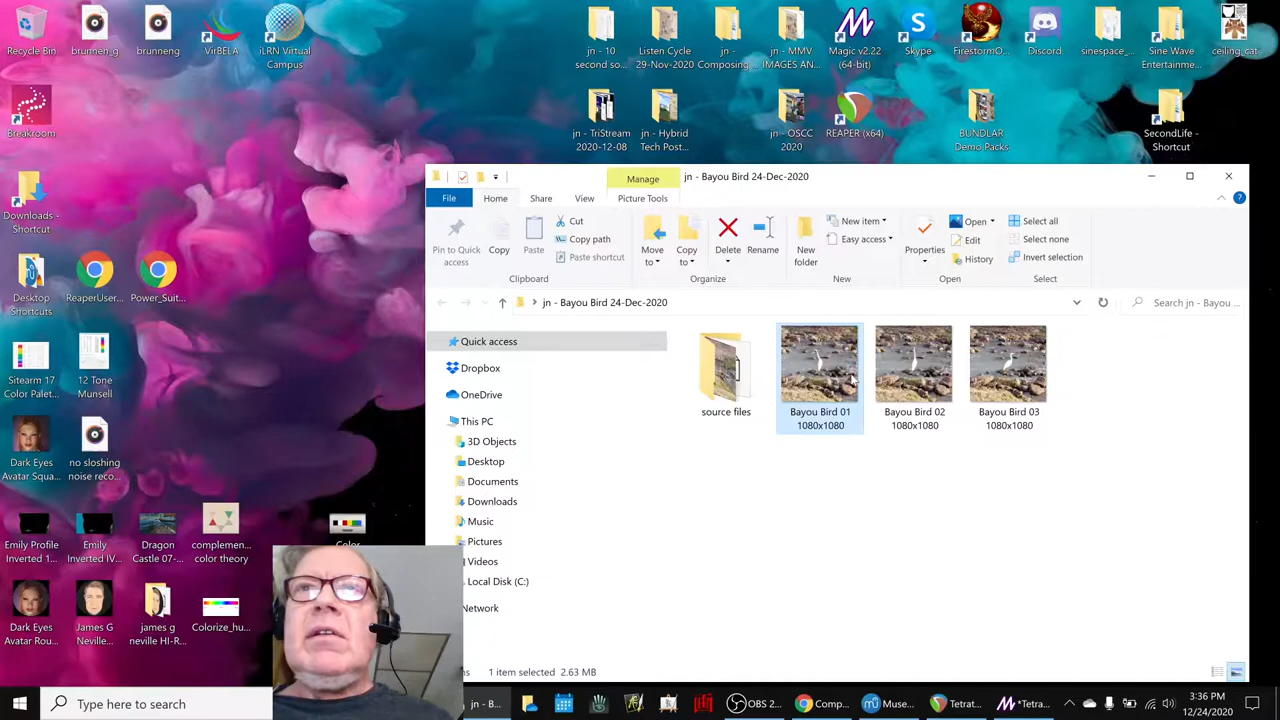 Recycle Bin
brunnen_g
brunneng
VirBELA
iLRN Virtual
Campus
jn - 10
second so...
Listen Cycle
29-Nov-2020
jn -
Composing...
jn - MMV
IMAGES AN...
Magic v2.22
(64-bit)
Skype
FirestormO...
Discord
sinespace_...
Sine Wave
Entertainme...
ceiling_cat
Breakroom
jn - TriStream
2020-12-08
jn - Hybrid
Tech Post...
jn - OSCC
2020
REAPER (x64)
BUNDLAR
Demo Packs
SecondLife -
Shortcut
Downloads -
Shortcut
Desktop
Shortcuts
ReaperUser...
Power_Suit...
Sitearm 17
Color Palet...
12 Tone
Munsell
Dark Eyes
Avatar Squa...
no sloshing
noise reco...
Emily Profile
Inverted 1...
Emily
Inverted IV...
Dragon
Castle 07-...
complemen...
color theory
Color
Dark Eyes
Avatar Rou...
James G
Neville...
james g
neville HI-R...
Colorize_hu...
Manage
jn - Bayou Bird 24-Dec-2020
File
Home
Share
View
Picture Tools
Pin to Quick
access
Copy
Paste
Cut
Copy path
Paste shortcut
Move
to
Copy
to
Delete
Rename
New
folder
New item
Easy access
Properties
Open
Edit
History
Select all
Select none
Invert selection
Clipboard
Organize
New
Open
Select
jn - Bayou Bird 24-Dec-2020
Search jn - Bayou ...
Quick access
Dropbox
OneDrive
This PC
3D Objects
Desktop
Documents
Downloads
Music
Pictures
Videos
Local Disk (C:)
Network
source files
Bayou Bird 01
1080x1080
Bayou Bird 02
1080x1080
Bayou Bird 03
1080x1080
1 item selected 2.63 MB
Type here to search
jn - B...
OBS 2...
Comp...
Muse...
Tetrat...
*Tetra...
3:36 PM
12/24/2020